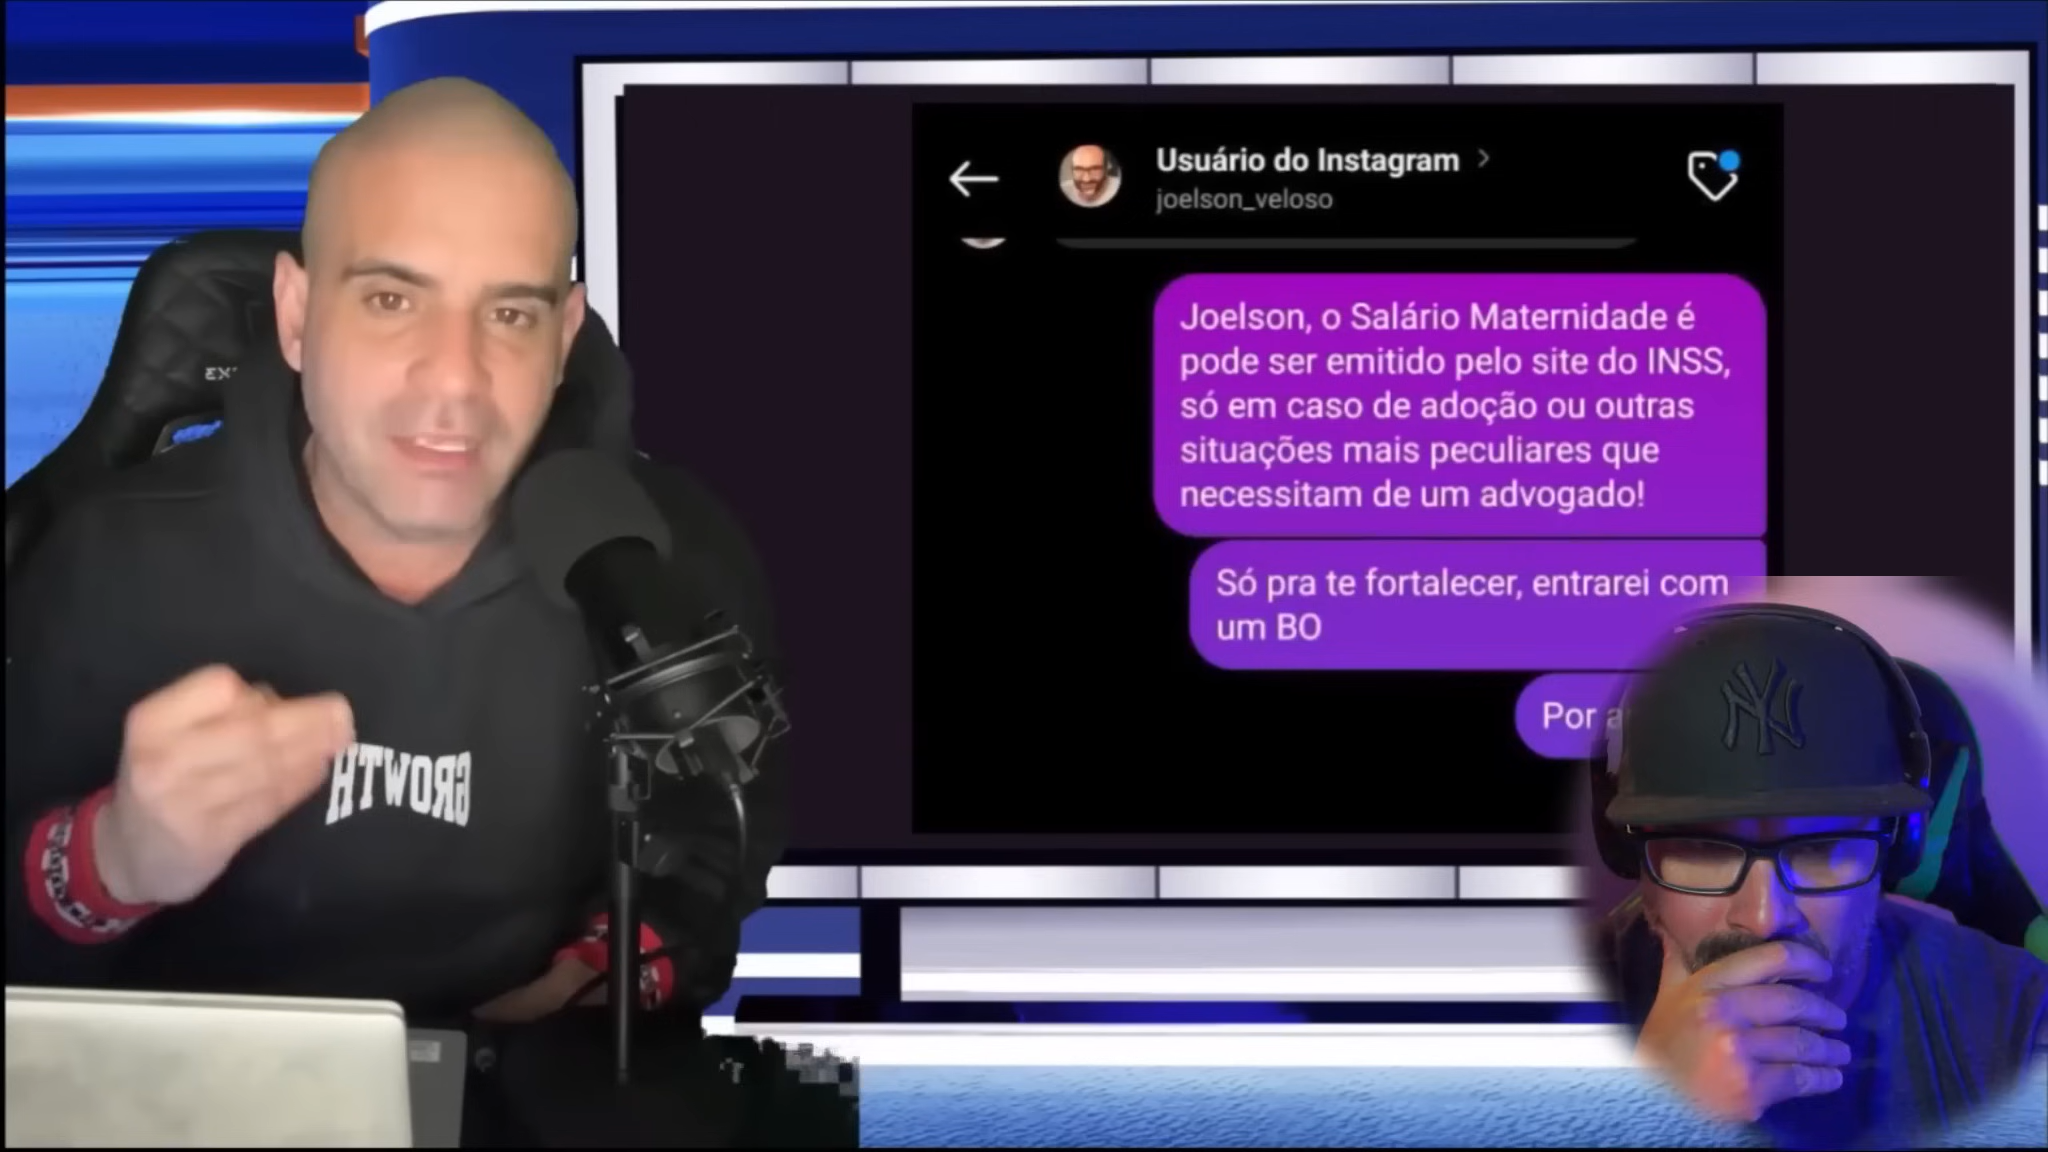 Usuário do Instagram
joelson_veloso
Joelson, o Salário Maternidade é
pode ser emitido pelo site do INSS,
só em caso de adoção ou outras
situações mais peculiares que
necessitam de um advogado!
Só pra te fortalecer, entrarei com
um BO
Por
GROWTH
NY